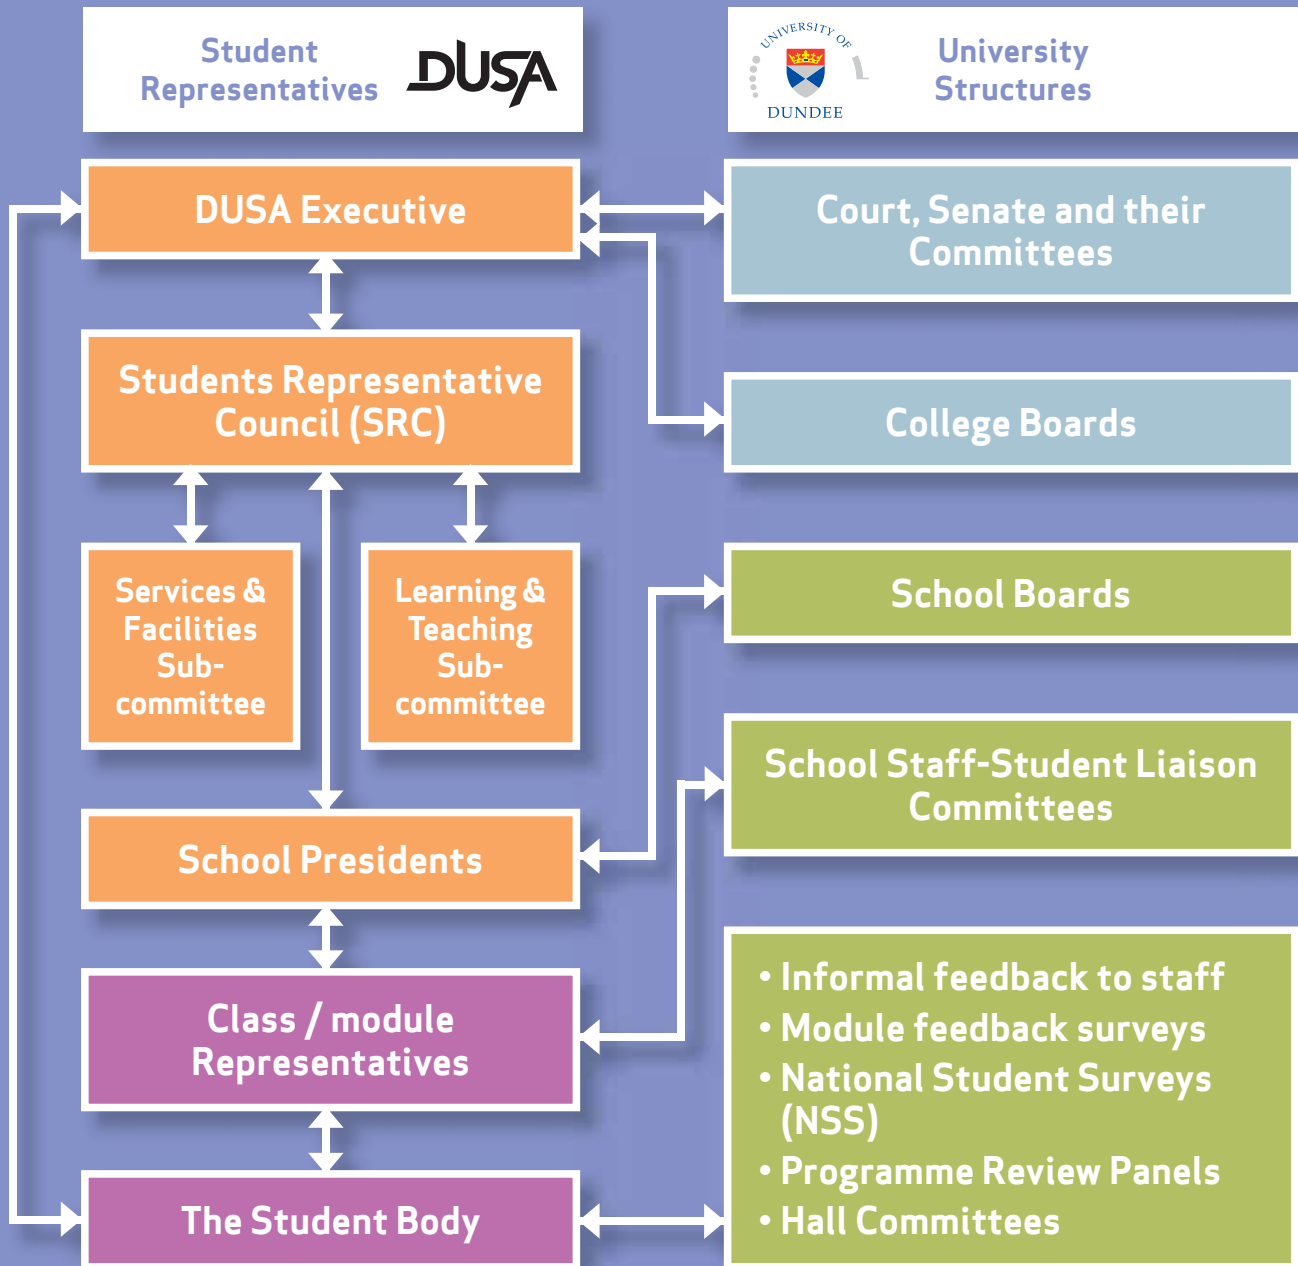 Student
Representatives
DUSA
UNIVERSITY OF
DUNDEE
University
Structures
DUSA Executive
Court, Senate and their
Committees
Students Representative
Council (SRC)
College Boards
Services &
Facilities
Sub-
committee
Learning &
Teaching
Sub-
committee
School Boards
School Staff-Student Liaison
Committees
School Presidents
Class / module
Representatives
• Informal feedback to staff
• Module feedback surveys
• National Student Surveys
(NSS)
• Programme Review Panels
• Hall Committees
The Student Body